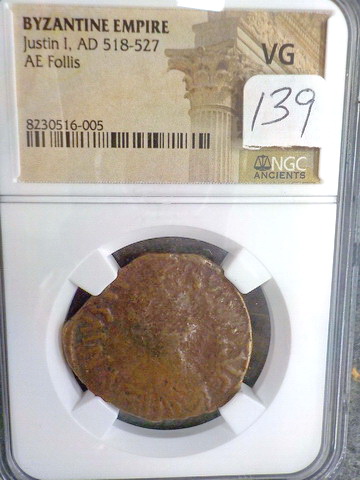 BYZANTINE EMPIRE
Justin I, AD 518-527
AE Follis
VG
139
8230516-005
NGC
ANCIENTS